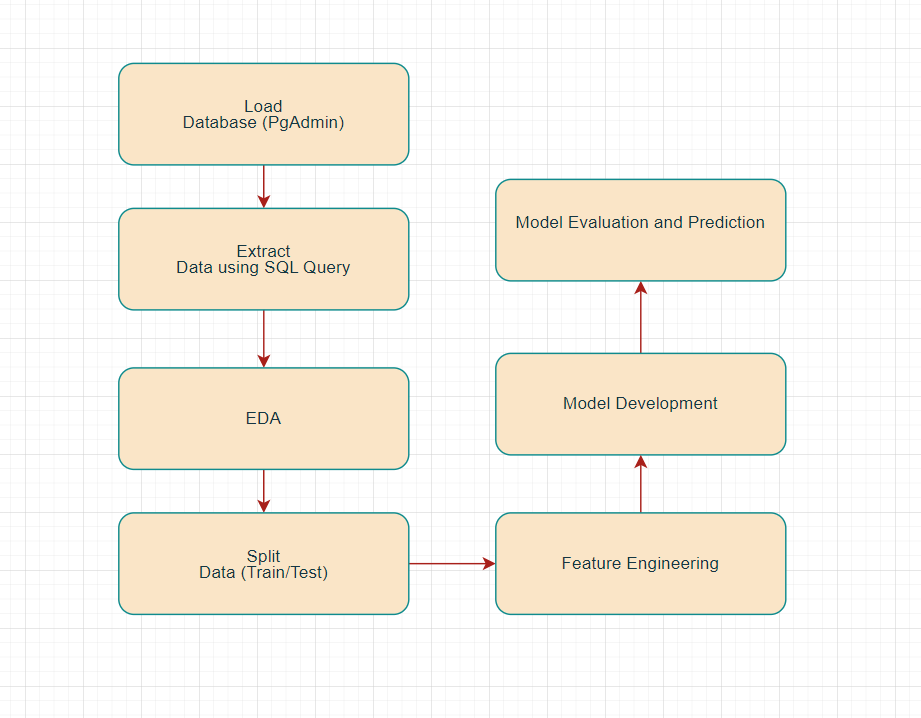 Load
Database (PgAdmin)
Extract
Data using SQL Query
EDA
Split
Data (Train/Test)
Feature Engineering
Model Development
Model Evaluation and Prediction